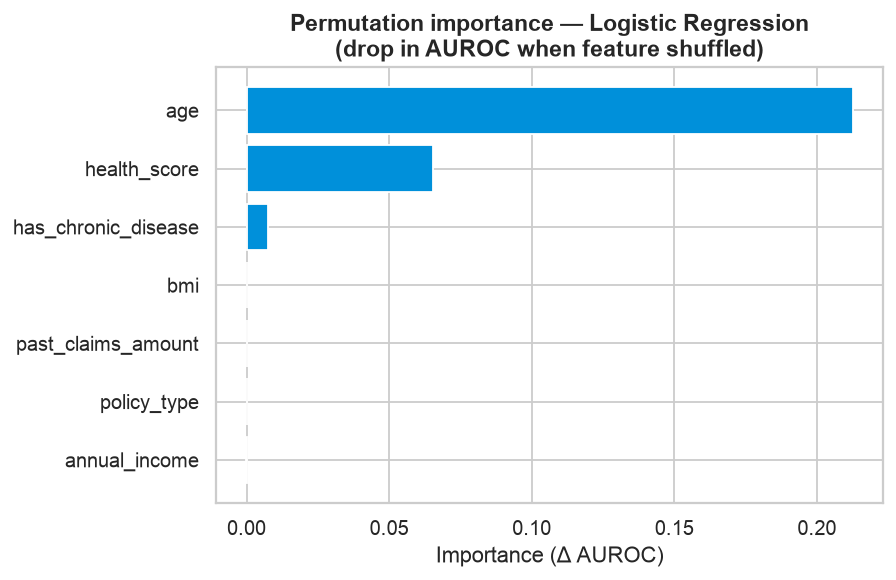 Permutation importance — Logistic Regression
(drop in AUROC when feature shuffled)
age
health_score
has_chronic_disease
bmi
past_claims_amount
policy_type
annual_income
0.00 0.05 0.10 0.15 0.20
Importance (Δ AUROC)